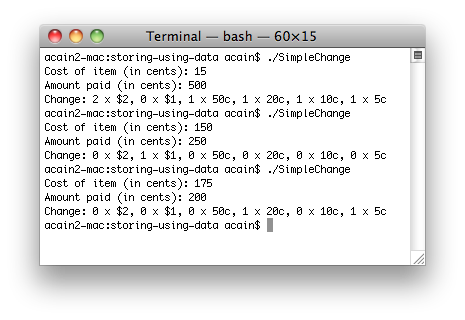 Terminal — bash — 60×15
acain2-mac:storing-using-data acain$ ./SimpleChange
Cost of item (in cents): 15
Amount paid (in cents): 500
Change: 2 x $2, 0 x $1, 1 x 50c, 1 x 20c, 1 x 10c, 1 x 5c
acain2-mac:storing-using-data acain$ ./SimpleChange
Cost of item (in cents): 150
Amount paid (in cents): 250
Change: 0 x $2, 1 x $1, 0 x 50c, 0 x 20c, 0 x 10c, 0 x 5c
acain2-mac:storing-using-data acain$ ./SimpleChange
Cost of item (in cents): 175
Amount paid (in cents): 200
Change: 0 x $2, 0 x $1, 0 x 50c, 1 x 20c, 0 x 10c, 1 x 5c
acain2-mac:storing-using-data acain$